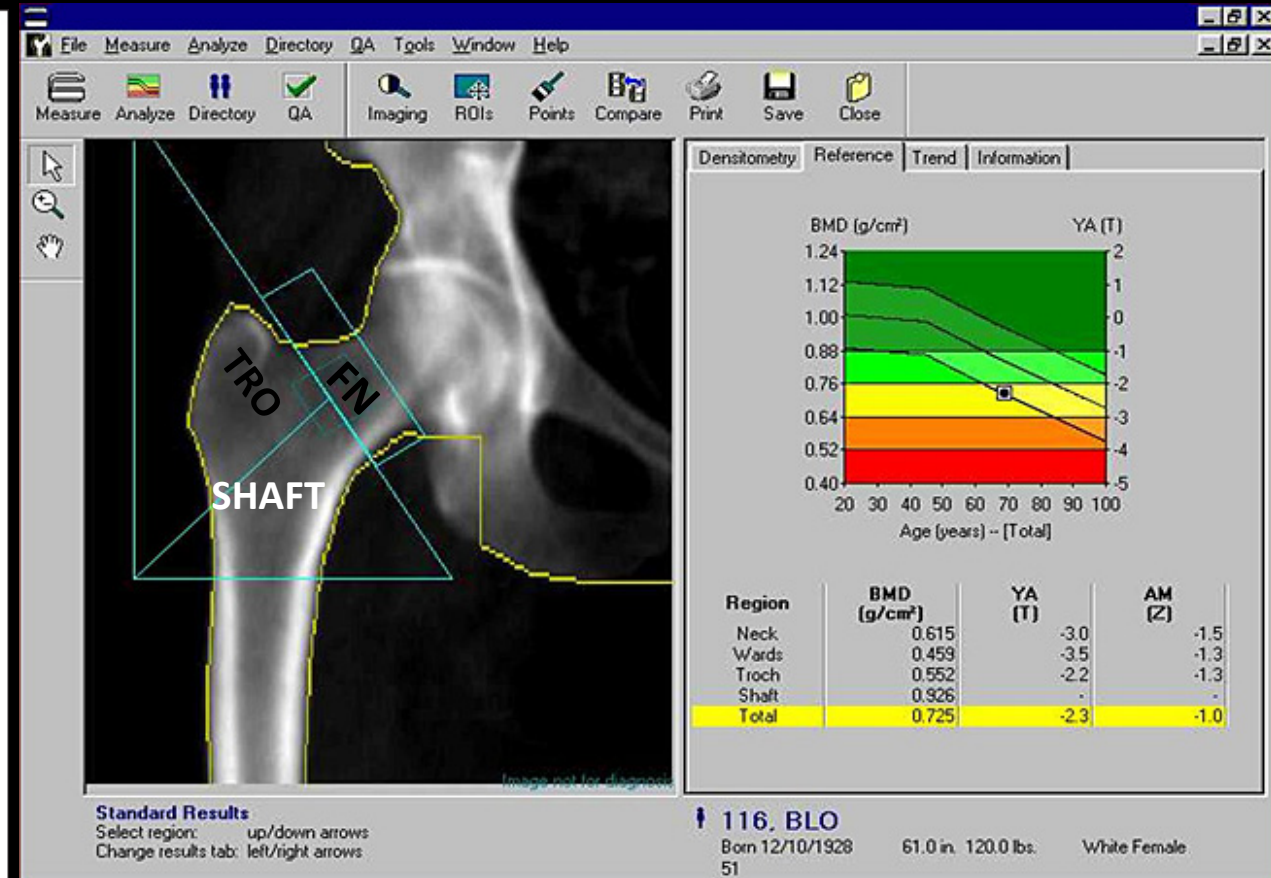 File Measure Analyze Directory QA Tools Window Help
Measure Analyze Directory QA Imaging ROIs Points Compare Print Save Close
Densitometry Reference Trend Information
TRO
FN
SHAFT
Image not for diagnosis
BMD (g/cm²) YA (T)
1.24 2
1.12 1
1.00 0
0.88 -1
0.76 -2
0.64 -3
0.52 -4
0.40 -5
20 30 40 50 60 70 80 90 100
Age (years) -- [Total]
Region BMD (g/cm²) YA (T) AM (Z)
Neck 0.615 -3.0 -1.5
Wards 0.459 -3.5 -1.3
Troch 0.552 -2.2 -1.3
Shaft 0.926 - -
Total 0.725 -2.3 -1.0
Standard Results
Select region: up/down arrows
Change results tab: left/right arrows
116, BLO
Born 12/10/1928 61.0 in. 120.0 lbs. White Female
51